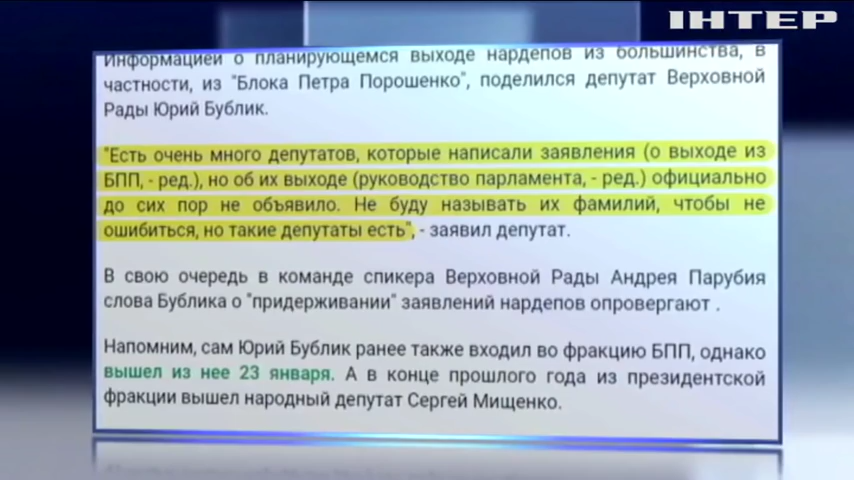 ІНТЕР
Информацией о планирующемся выходе нардепов из большинства, в
частности, из "Блока Петра Порошенко", поделился депутат Верховной
Рады Юрий Бублик.
"Есть очень много депутатов, которые написали заявления (о выходе из
БПП, - ред.), но об их выходе (руководство парламента, - ред.) официально
до сих пор не объявило. Не буду называть их фамилий, чтобы не
ошибиться, но такие депутаты есть", - заявил депутат.
В свою очередь в команде спикера Верховной Рады Андрея Парубия
слова Бублика о "придерживании" заявлений нардепов опровергают .
Напомним, сам Юрий Бублик ранее также входил во фракцию БПП, однако
вышел из нее 23 января. А в конце прошлого года из президентской
фракции вышел народный депутат Сергей Мищенко.